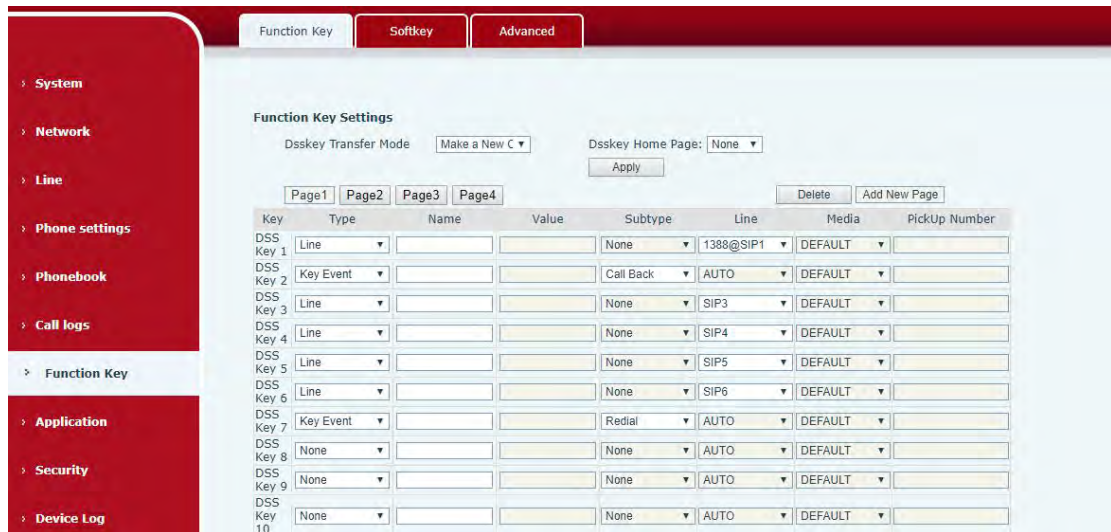 Function Key Softkey Advanced
System
Network
Line
Phone settings
Phonebook
Call logs
Function Key
Application
Security
Device Log
Function Key Settings
Dsskey Transfer Mode Make a New C Dsskey Home Page: None
Apply
Page1 Page2 Page3 Page4 Delete Add New Page
Key Type Name Value Subtype Line Media PickUp Number
DSS Key 1 Line None 1388@SIP1 DEFAULT
DSS Key 2 Key Event Call Back AUTO DEFAULT
DSS Key 3 Line None SIP3 DEFAULT
DSS Key 4 Line None SIP4 DEFAULT
DSS Key 5 Line None SIP5 DEFAULT
DSS Key 6 Line None SIP6 DEFAULT
DSS Key 7 Key Event Redial AUTO DEFAULT
DSS Key 8 None None AUTO DEFAULT
DSS Key 9 None None AUTO DEFAULT
DSS Key 10 None None AUTO DEFAULT